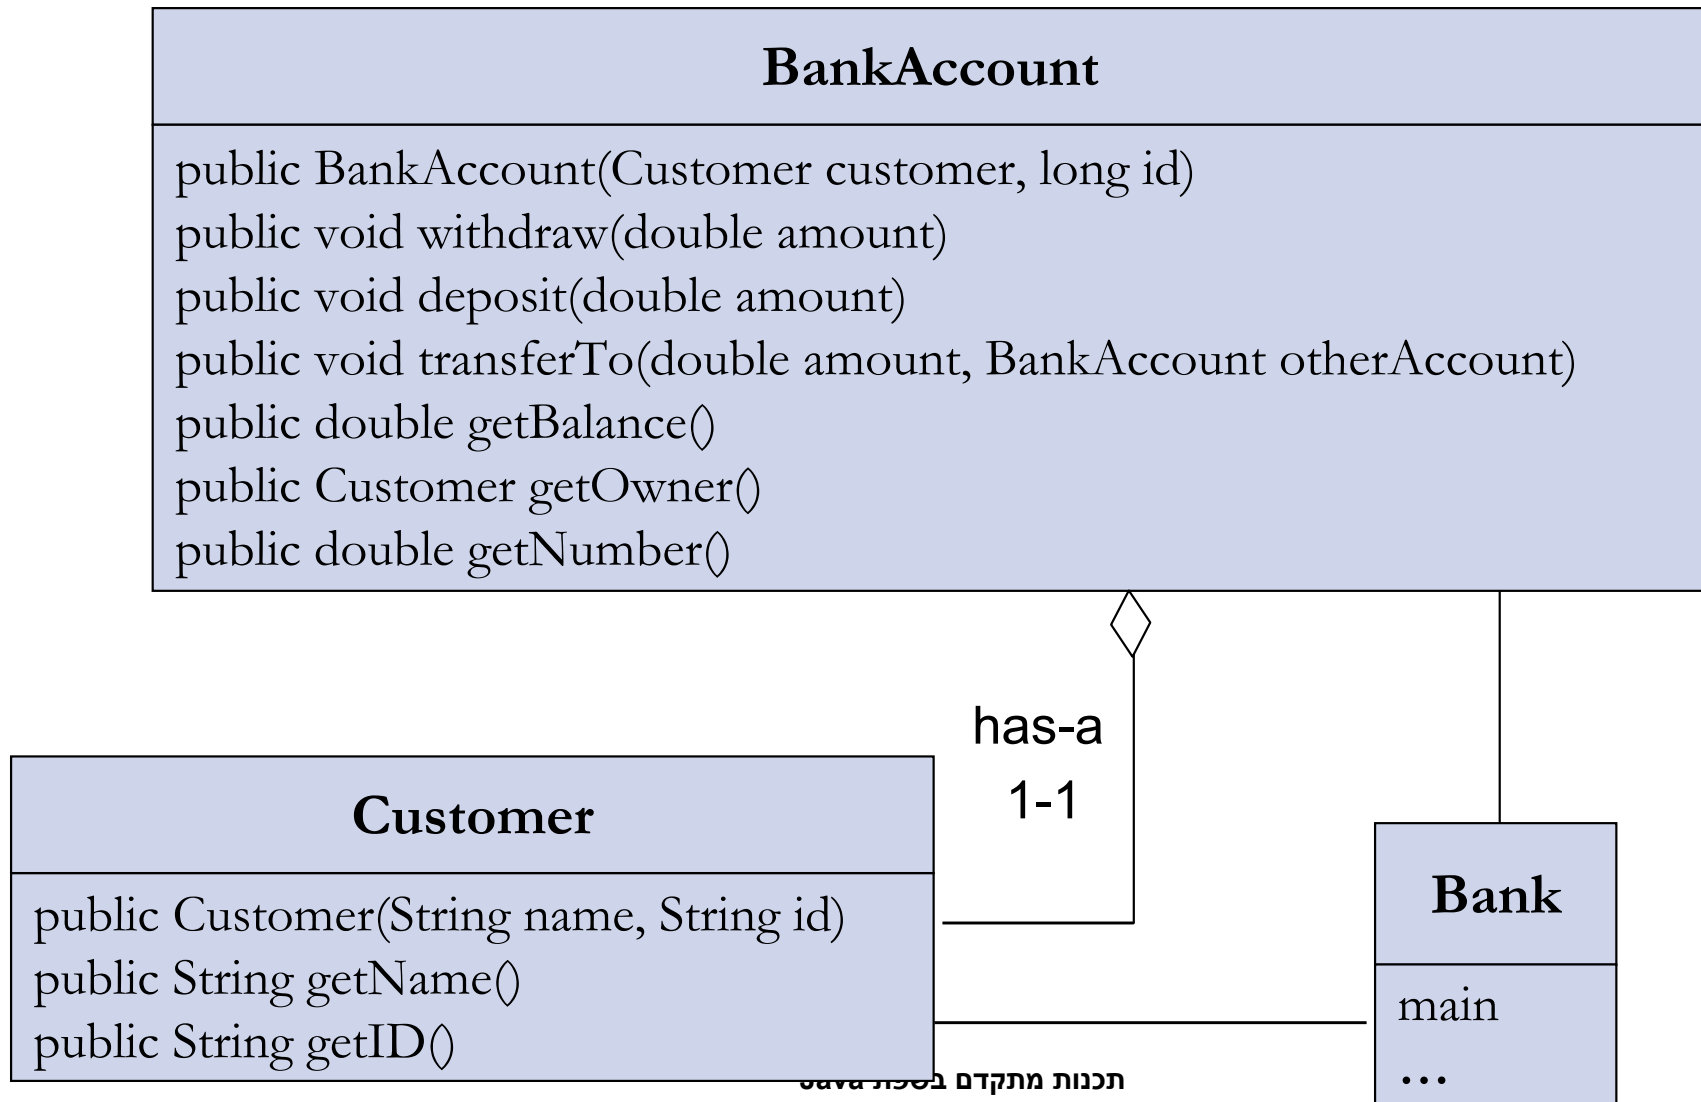 BankAccount
public BankAccount(Customer customer, long id)
public void withdraw(double amount)
public void deposit(double amount)
public void transferTo(double amount, BankAccount otherAccount)
public double getBalance()
public Customer getOwner()
public double getNumber()
has-a
1-1
Customer
public Customer(String name, String id)
public String getName()
public String getID()
Bank
main
…
תכנות מתקדם בשפת Java